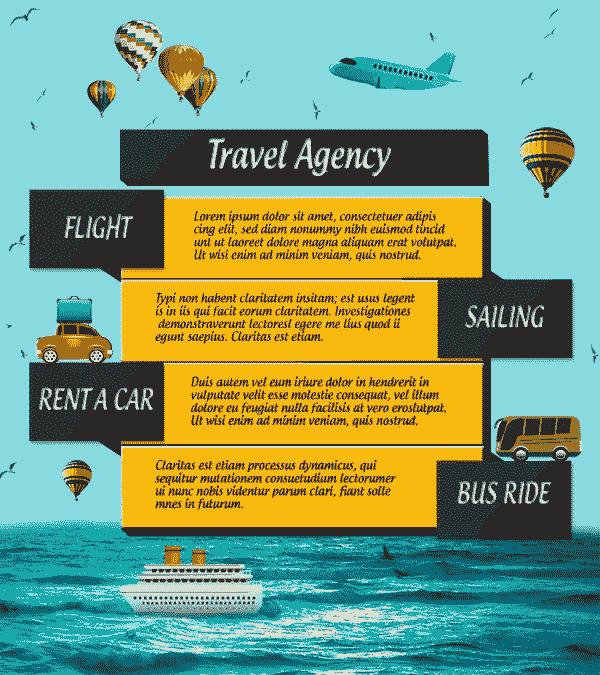 Travel Agency
FLIGHT
Lorem ipsum dolor sit amet, consectetuer adipis
cing elit, sed diam nonummy nibh euismod tincid
unt ut laoreet dolore magna aliquam erat volutpat.
Ut wisi enim ad minim veniam, quis nostrud.
SAILING
Typi non habent claritatem insitam; est usus legent
is in iis qui facit eorum claritatem. Investigationes
demonstraverunt lectoresl egere me lius quod ii
egunt saepius. Claritas est etiam.
RENT A CAR
Duis autem vel eum iriure dolor in hendrerit in
vulputate velit esse molestie consequat, vel illum
dolore eu feugiat nulla facilisis at vero eroslutpat.
Ut wisi enim ad minim veniam, quis nostrud.
BUS RIDE
Claritas est etiam processus dynamicus, qui
sequitur mutationem consuetudium lectorumer
ui nunc nobis videntur parum clari, fiant solle
mnes in futurum.